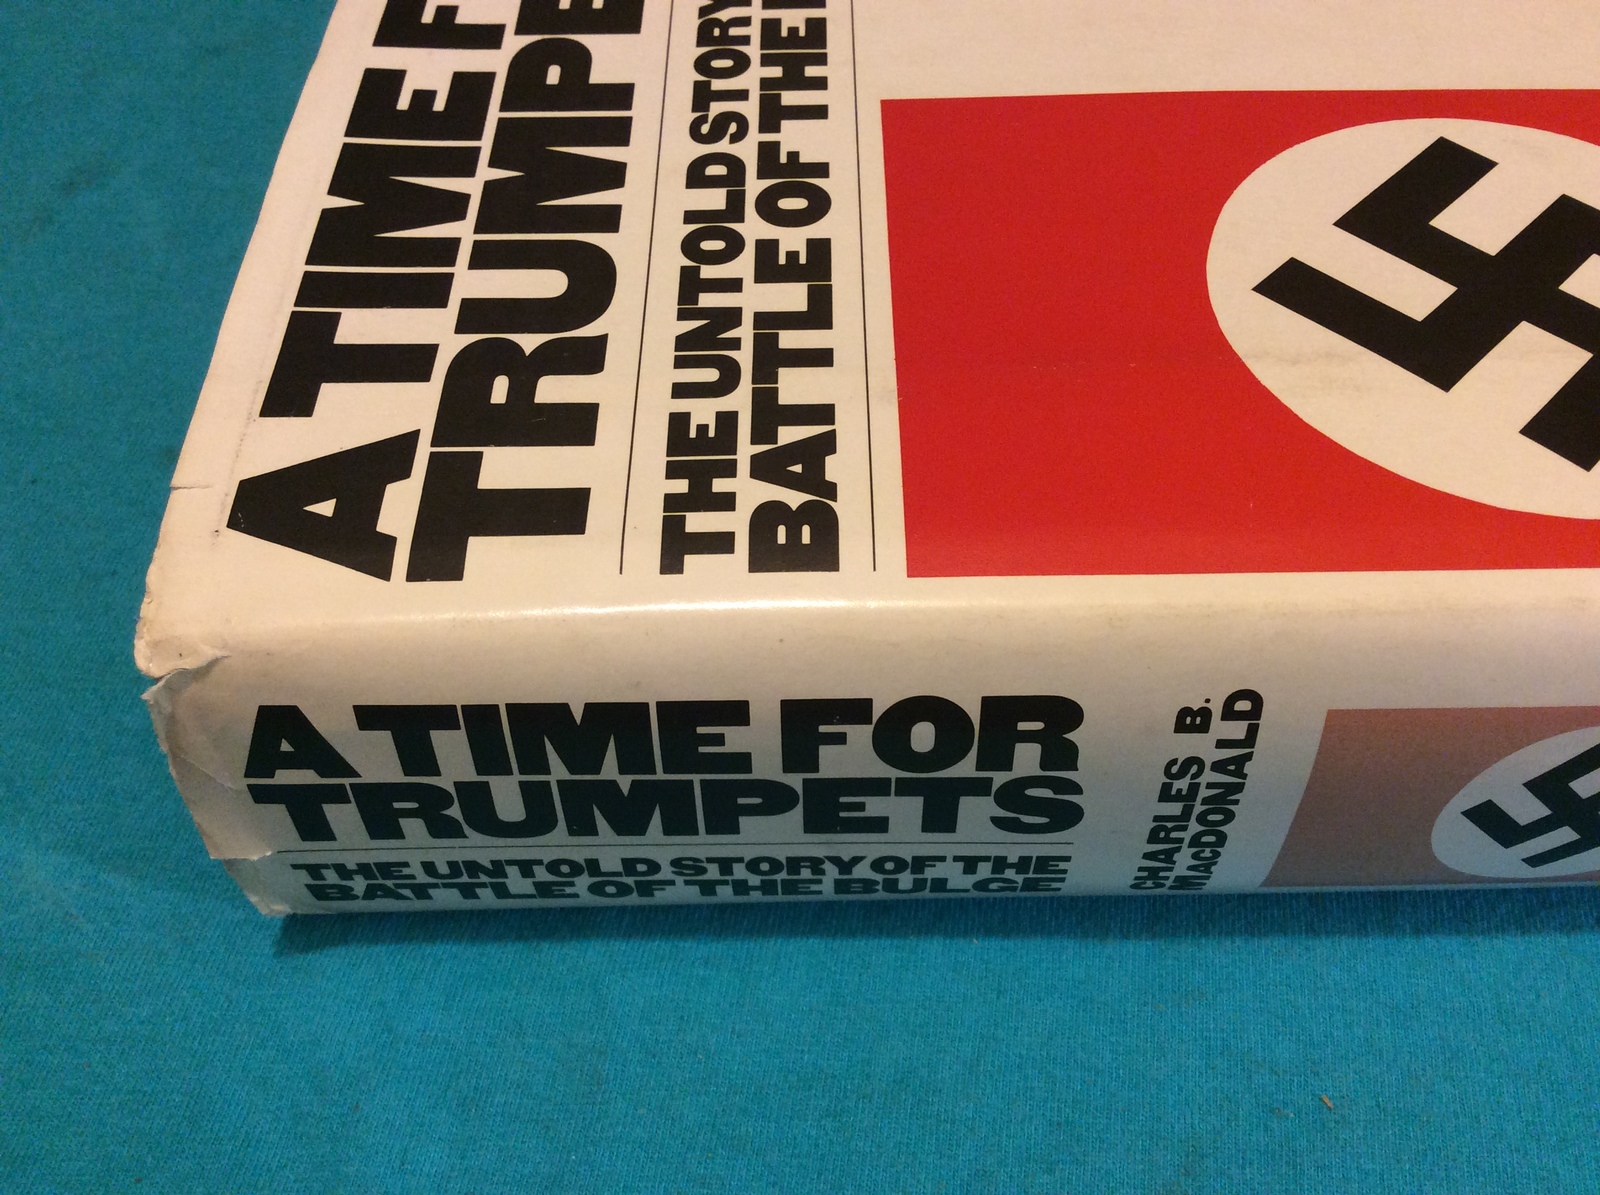 A TIME F
TRUMPE
THE UNTOLD STORY
BATTLE OF THE
A TIME FOR
TRUMPETS
THE UNTOLD STORY OF THE
BATTLE OF THE BULGE
CHARLES B.
MACDONALD